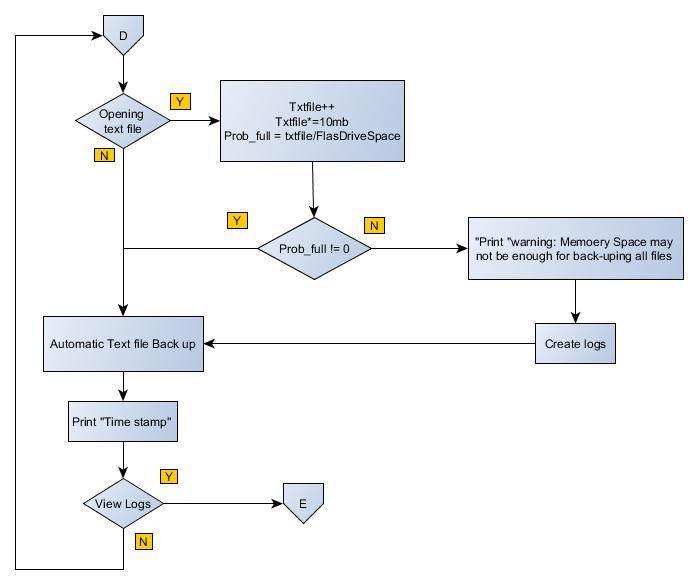 D
Opening
text file
Y
N
Txtfile++
Txtfile*=10mb
Prob_full = txtfile/FlasDriveSpace
Y
N
Prob_full != 0
"Print "warning: Memoery Space may
not be enough for back-uping all files
Automatic Text file Back up
Create logs
Print "Time stamp"
Y
View Logs
E
N